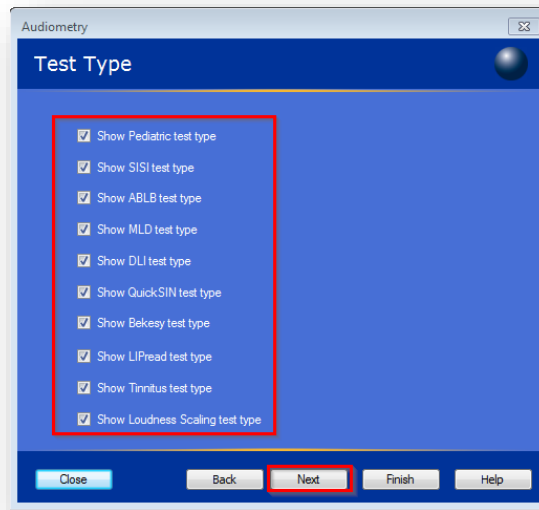 Audiometry
Test Type
Show Pediatric test type
Show SISI test type
Show ABLB test type
Show MLD test type
Show DLI test type
Show QuickSIN test type
Show Bekesy test type
Show LIPread test type
Show Tinnitus test type
Show Loudness Scaling test type
Close Back Next Finish Help